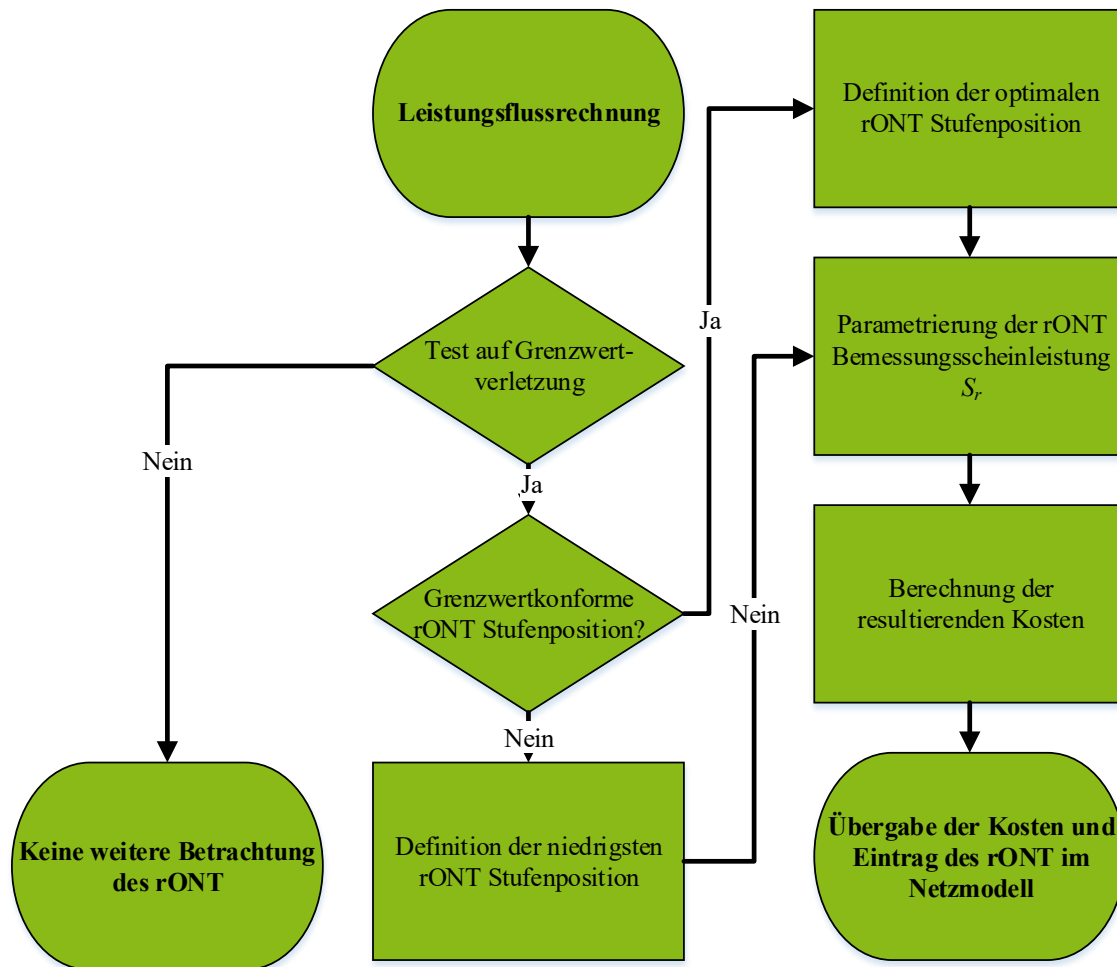 Leistungsflussrechnung
Test auf Grenzwert-
verletzung
Nein
Ja
Grenzwertkonforme
rONT Stufenposition?
Ja
Nein
Keine weitere Betrachtung
des rONT
Definition der niedrigsten
rONT Stufenposition
Nein
Definition der optimalen
rONT Stufenposition
Parametrierung der rONT
Bemessungsscheinleistung
Sr
Berechnung der
resultierenden Kosten
Übergabe der Kosten und
Eintrag des rONT im
Netzmodell